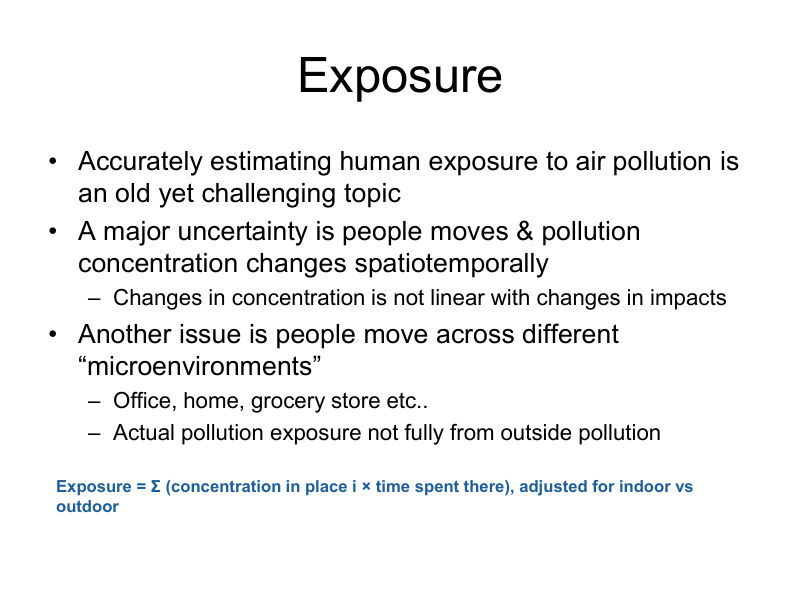 Exposure
• Accurately estimating human exposure to air pollution is
an old yet challenging topic
• A major uncertainty is people moves & pollution
concentration changes spatiotemporally
– Changes in concentration is not linear with changes in impacts
• Another issue is people move across different
“microenvironments”
– Office, home, grocery store etc..
– Actual pollution exposure not fully from outside pollution
Exposure = Σ (concentration in place i × time spent there), adjusted for indoor vs
outdoor